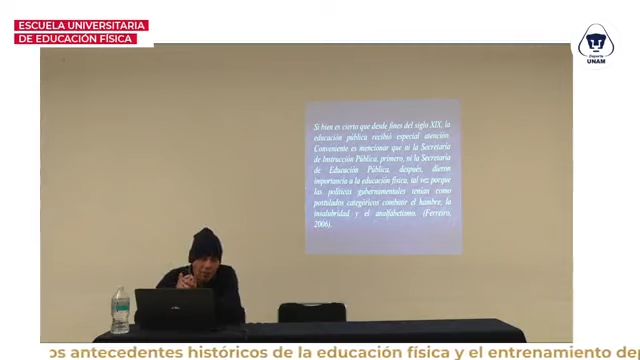 ESCUELA UNIVERSITARIA
DE EDUCACIÓN FÍSICA
Deporte
UNAM
Si bien es cierto que desde fines del siglo XIX, la
educación pública recibió especial atención.
Conveniente es mencionar que ni la Secretaría
de Instrucción Pública, primero, ni la Secretaría
de Educación Pública, después, dieron
importancia a la educación física, tal vez porque
las políticas gubernamentales tenían como
postulados categóricos combatir el hambre, la
insalubridad y el analfabetismo. (Ferreiro,
2006).
os antecedentes históricos de la educación física y el entrenamiento de